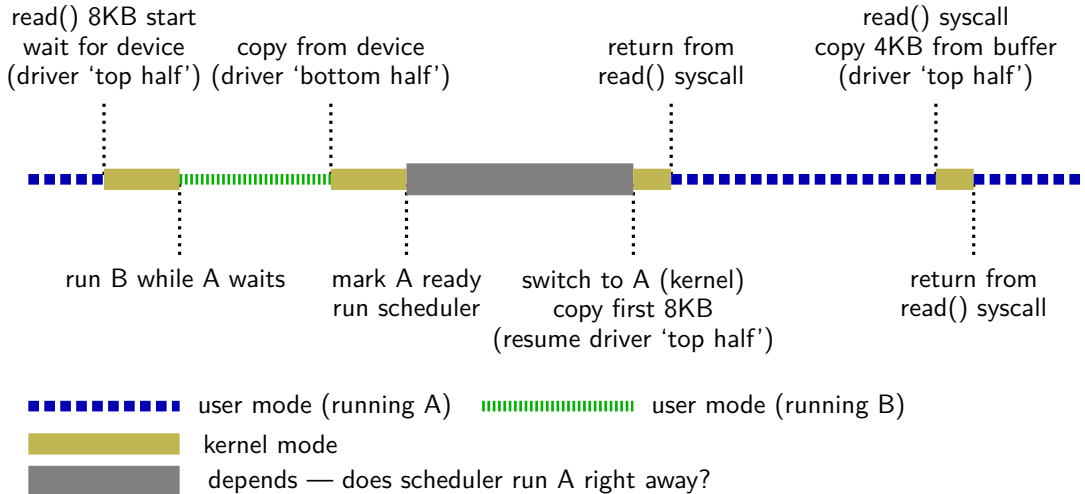 read() 8KB start
wait for device
(driver ‘top half’)
copy from device
(driver ‘bottom half’)
return from
read() syscall
read() syscall
copy 4KB from buffer
(driver ‘top half’)
run B while A waits
mark A ready
run scheduler
switch to A (kernel)
copy first 8KB
(resume driver ‘top half’)
return from
read() syscall
user mode (running A)
user mode (running B)
kernel mode
depends — does scheduler run A right away?